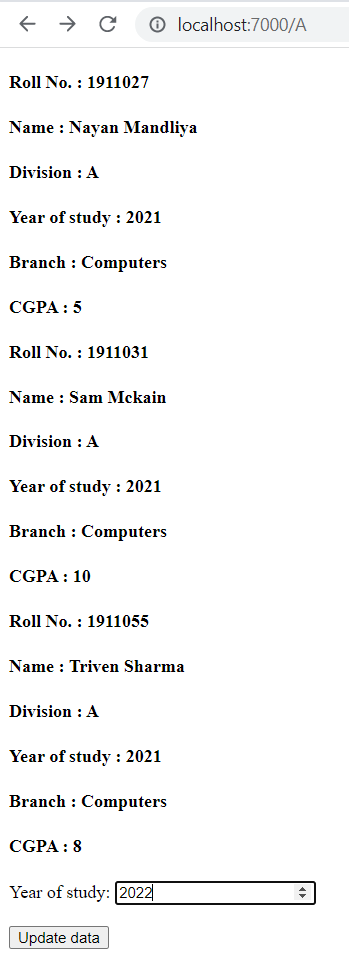 localhost:7000/A
Roll No. : 1911027
Name : Nayan Mandliya
Division : A
Year of study : 2021
Branch : Computers
CGPA : 5
Roll No. : 1911031
Name : Sam Mckain
Division : A
Year of study : 2021
Branch : Computers
CGPA : 10
Roll No. : 1911055
Name : Triven Sharma
Division : A
Year of study : 2021
Branch : Computers
CGPA : 8
Year of study: 2022
Update data